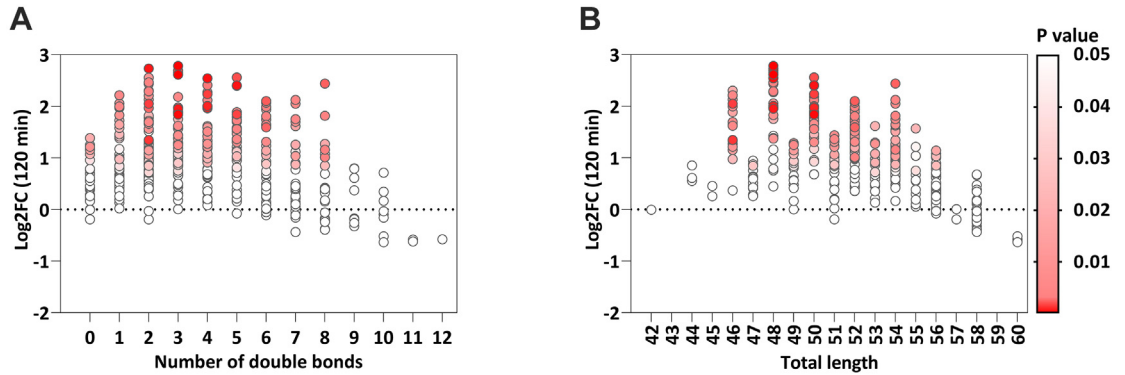 A
B
P value
3
2
1
0
-1
-2
Log2FC (120 min)
0 1 2 3 4 5 6 7 8 9 10 11 12
Number of double bonds
3
2
1
0
-1
-2
Log2FC (120 min)
42 43 44 45 46 47 48 49 50 51 52 53 54 55 56 57 58 59 60
Total length
0.05
0.04
0.03
0.02
0.01